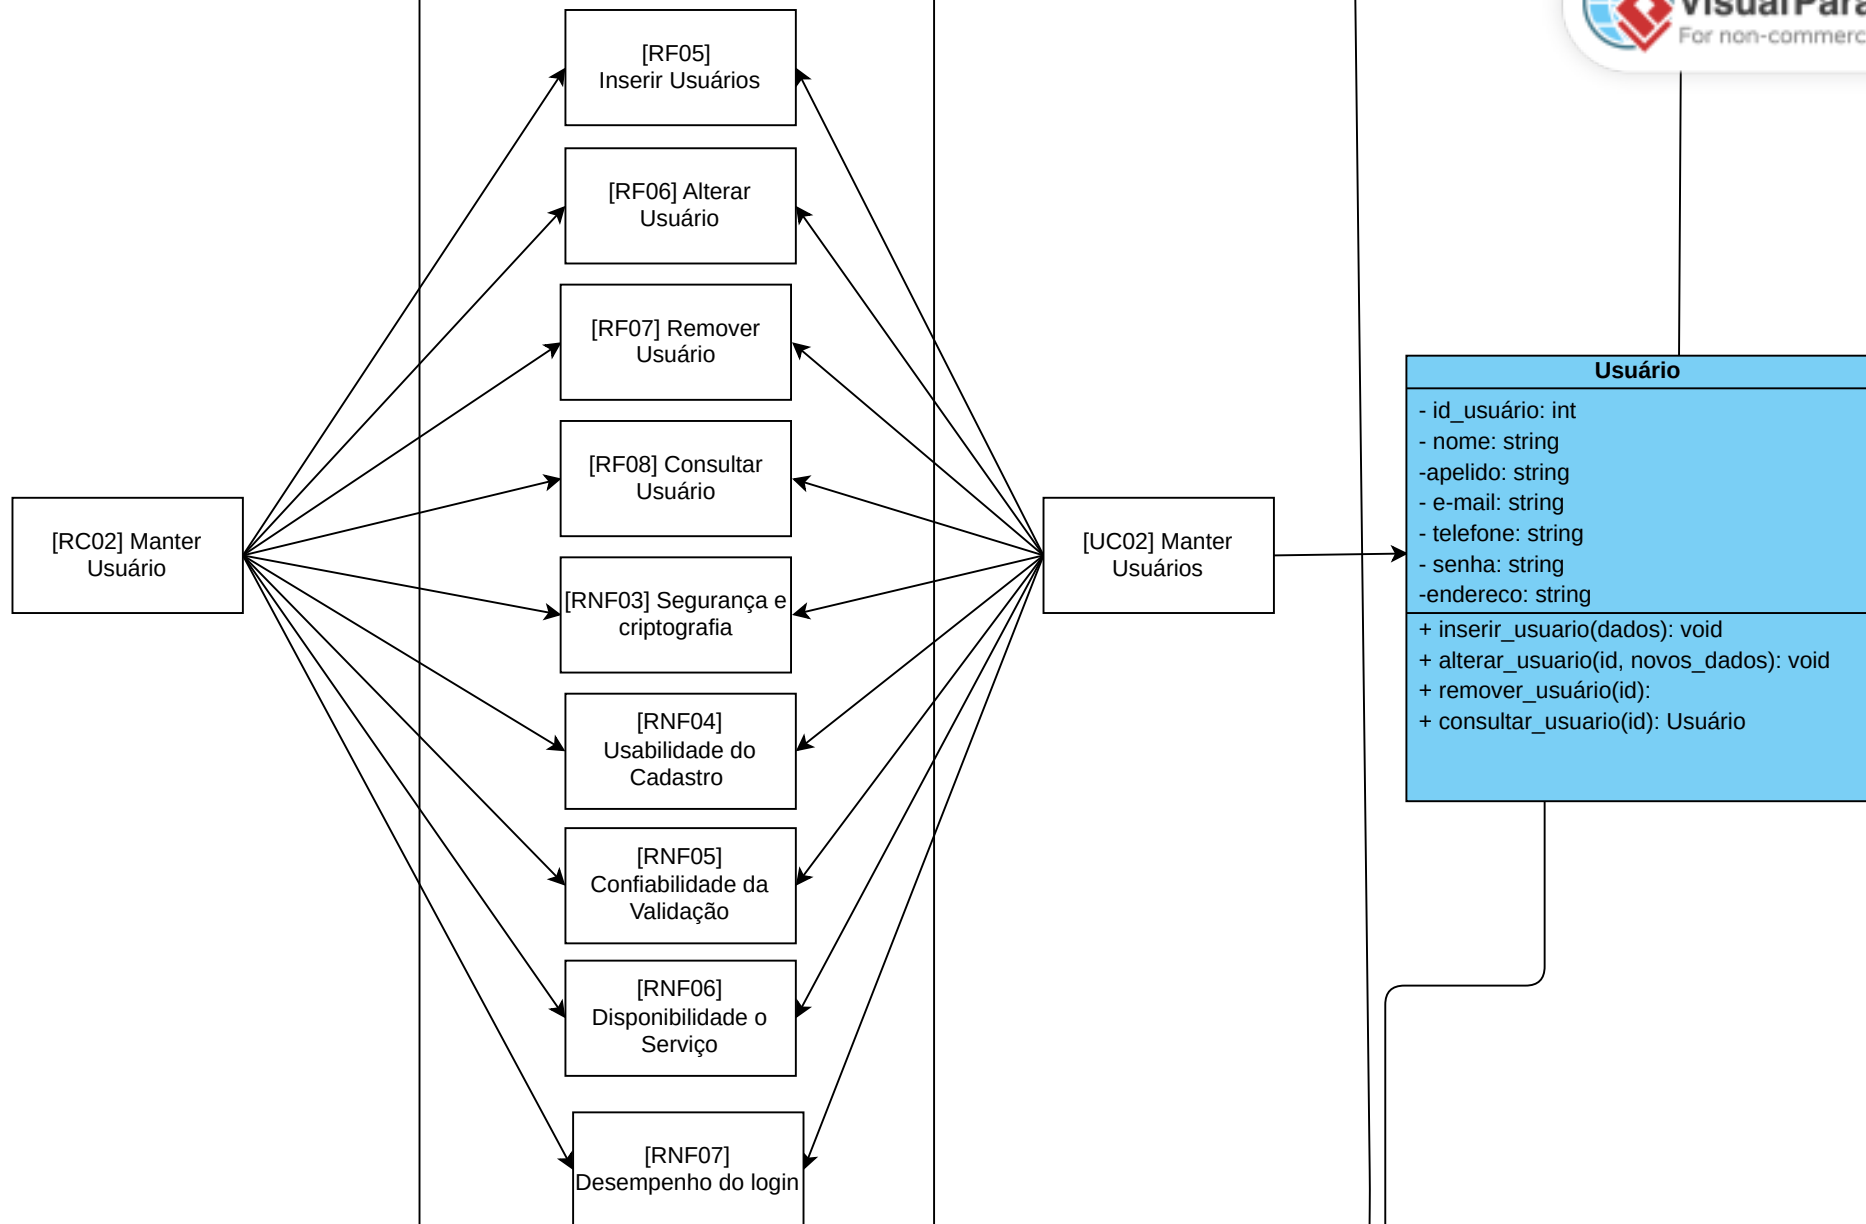 For non-commerc
[RF05]
Inserir Usuários
[RF06] Alterar
Usuário
[RF07] Remover
Usuário
[RF08] Consultar
Usuário
[RC02] Manter
Usuário
[RNF03] Segurança e
criptografia
[RNF04]
Usabilidade do
Cadastro
[RNF05]
Confiabilidade da
Validação
[RNF06]
Disponibilidade o
Serviço
[RNF07]
Desempenho do login
[UC02] Manter
Usuários
Usuário
- id_usuário: int
- nome: string
-apelido: string
- e-mail: string
- telefone: string
- senha: string
-endereco: string
+ inserir_usuario(dados): void
+ alterar_usuario(id, novos_dados): void
+ remover_usuário(id):
+ consultar_usuario(id): Usuário